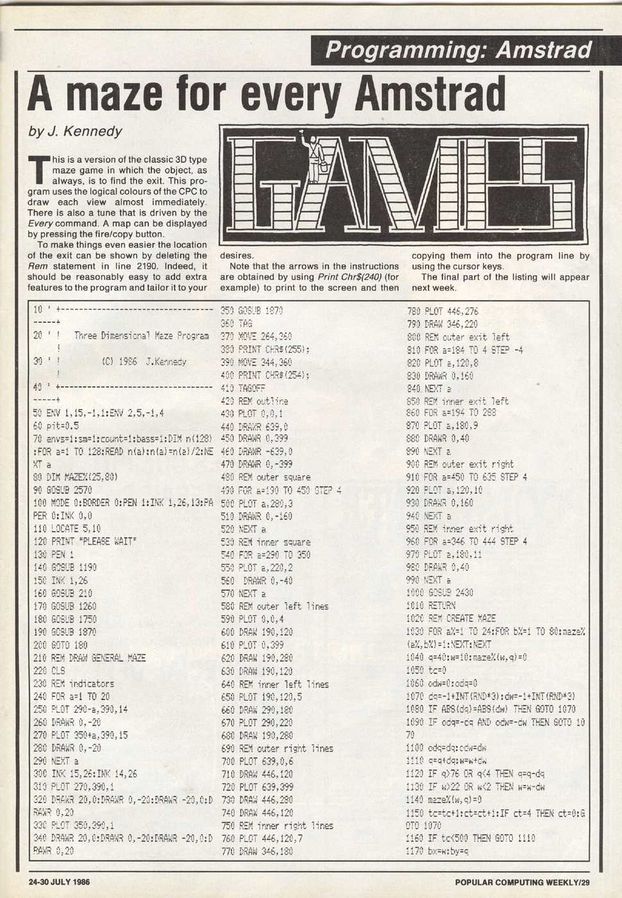 Programming: Amstrad
A maze for every Amstrad
by J. Kennedy
This is a version of the classic 3D type
maze game in which the object, as
always, is to find the exit. This pro-
gram uses the logical colours of the CPC to
draw each view almost immediately.
There is also a tune that is driven by the
Every command. A map can be displayed
by pressing the fire/copy button.
To make things even easier the location
of the exit can be shown by deleting the
Rem statement in line 2190. Indeed, it
should be reasonably easy to add extra
features to the program and tailor it to your
GAMES
desires.
Note that the arrows in the instructions
are obtained by using Print Chr$(240) (for
example) to print to the screen and then
copying them into the program line by
using the cursor keys.
The final part of the listing will appear
next week.
10 ' +----------------------------
-----+
20 ' ! Three Dimensional Maze Program
!
30 ' ! (C) 1986 J.Kennedy
!
40 ' +----------------------------
-----+
50 ENV 1,15,-1,1:ENV 2,5,-1,4
60 pit=0.5
70 envs=1:sm=1:count=1:bass=1:DIM n(128)
:FOR a=1 TO 128:READ n(a):n(a)=n(a)/2:NE
XT a
80 DIM MAZE%(25,80)
90 GOSUB 2570
100 MODE 0:BORDER 0:PEN 1:INK 1,26,13:PA
PER 0:INK 0,0
110 LOCATE 5,10
120 PRINT "PLEASE WAIT"
130 PEN 1
140 GOSUB 1190
150 INK 1,26
160 GOSUB 210
170 GOSUB 1260
180 GOSUB 1750
190 GOSUB 1870
200 GOTO 180
210 REM DRAW GENERAL MAZE
220 CLS
230 REM indicators
240 FOR a=1 TO 20
250 PLOT 290-a,390,14
260 DRAWR 0,-20
270 PLOT 350+a,390,15
280 DRAWR 0,-20
290 NEXT a
300 INK 15,26:INK 14,26
310 PLOT 270,390,1
320 DRAWR 20,0:DRAWR 0,-20:DRAWR -20,0:D
RAWR 0,20
330 PLOT 350,390,1
340 DRAWR 20,0:DRAWR 0,-20:DRAWR -20,0:D
RAWR 0,20
350 GOSUB 1870
360 TAG
370 MOVE 264,360
380 PRINT CHR$(255);
390 MOVE 344,360
400 PRINT CHR$(254);
410 TAGOFF
420 REM outline
430 PLOT 0,0,1
440 DRAWR 639,0
450 DRAWR 0,399
460 DRAWR -639,0
470 DRAWR 0,-399
480 REM outer square
490 FOR a=190 TO 450 STEP 4
500 PLOT a,280,3
510 DRAWR 0,-160
520 NEXT a
530 REM inner square
540 FOR a=290 TO 350
550 PLOT a,220,2
560 DRAWR 0,-40
570 NEXT a
580 REM outer left lines
590 PLOT 0,0,4
600 DRAW 190,120
610 PLOT 0,399
620 DRAW 190,280
630 DRAW 190,120
640 REM inner left lines
650 PLOT 190,120,5
660 DRAW 290,180
670 PLOT 290,220
680 DRAW 190,280
690 REM outer right lines
700 PLOT 639,0,6
710 DRAW 446,120
720 PLOT 639,399
730 DRAW 446,280
740 DRAW 446,120
750 REM inner right lines
760 PLOT 446,120,7
770 DRAW 346,180
780 PLOT 446,276
790 DRAW 346,220
800 REM outer exit left
810 FOR a=184 TO 4 STEP -4
820 PLOT a,120,8
830 DRAWR 0,160
840 NEXT a
850 REM inner exit left
860 FOR a=194 TO 288
870 PLOT a,180,9
880 DRAWR 0,40
890 NEXT a
900 REM outer exit right
910 FOR a=450 TO 635 STEP 4
920 PLOT a,120,10
930 DRAWR 0,160
940 NEXT a
950 REM inner exit right
960 FOR a=346 TO 444 STEP 4
970 PLOT a,180,11
980 DRAWR 0,40
990 NEXT a
1000 GOSUB 2430
1010 RETURN
1020 REM CREATE MAZE
1030 FOR a%=1 TO 24:FOR b%=1 TO 80:maze%
(a%,b%)=1:NEXT:NEXT
1040 q=40:w=10:maze%(w,q)=0
1050 tc=0
1060 odw=0:odq=0
1070 dq=-1+INT(RND*3):dw=-1+INT(RND*3)
1080 IF ABS(dq)=ABS(dw) THEN GOTO 1070
1090 IF odq=-dq AND odw=-dw THEN GOTO 10
70
1100 odq=dq:odw=dw
1110 q=q+dq:w=w+dw
1120 IF q>76 OR q<4 THEN q=q-dq
1130 IF w>22 OR w<2 THEN w=w-dw
1140 maze%(w,q)=0
1150 tc=tc+1:ct=ct+1:IF ct=4 THEN ct=0:G
OTO 1070
1160 IF tc<500 THEN GOTO 1110
1170 bx=w:by=q
24-30 JULY 1986
POPULAR COMPUTING WEEKLY/29